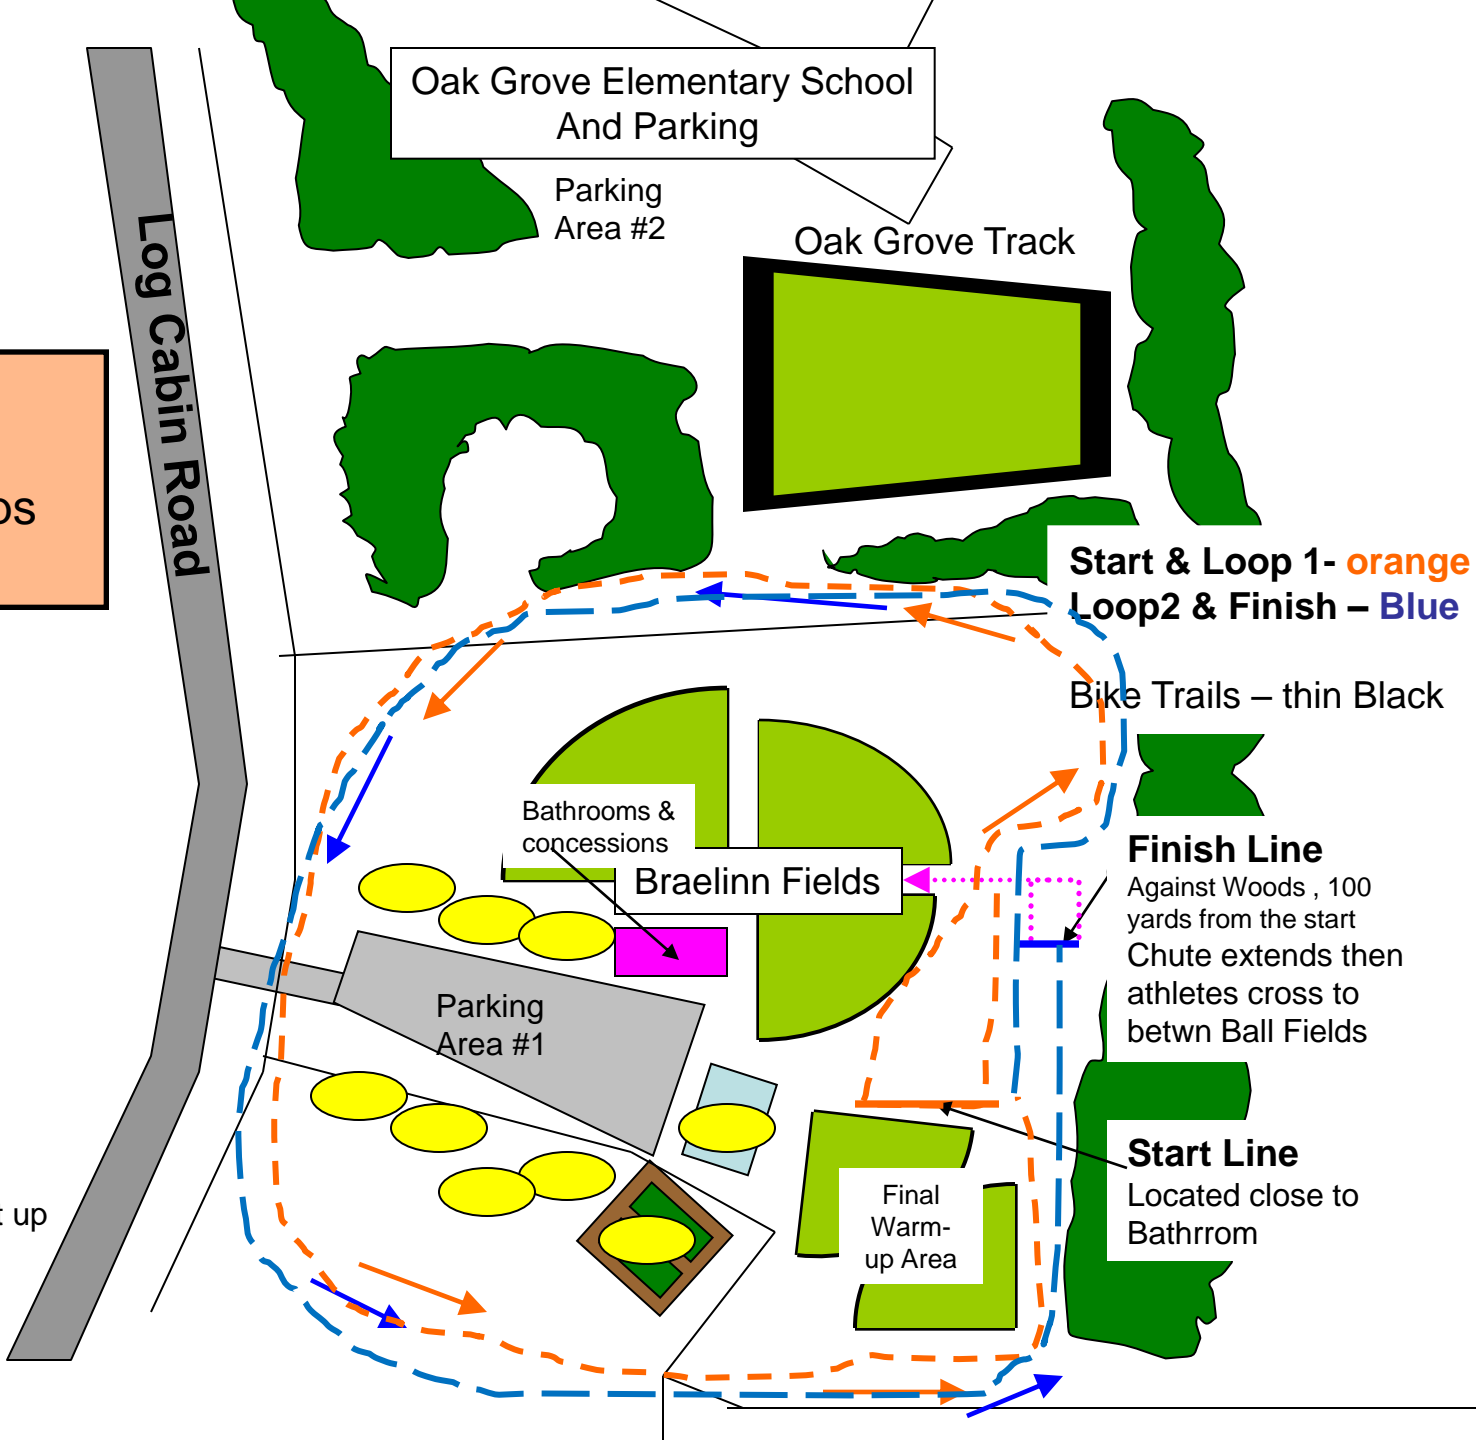 Oak Grove Elementary School
And Parking
Parking
Area #2
Oak Grove Track
Log Cabin Road
os
Start & Loop 1- orange
Loop2 & Finish – Blue
Bike Trails – thin Black
Bathrooms &
concessions
Braelinn Fields
Finish Line
Against Woods , 100
yards from the start
Chute extends then
athletes cross to
betwn Ball Fields
Parking
Area #1
Start Line
Located close to
Bathrrom
Final
Warm-
up Area
t up